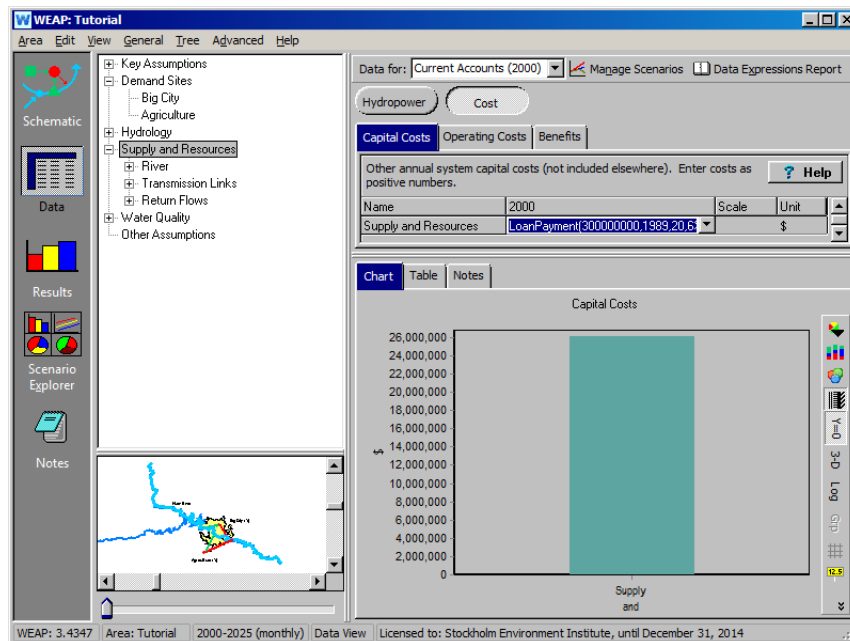 WEAP: Tutorial
Area Edit View General Tree Advanced Help
Schematic
Data
Results
Scenario
Explorer
Notes
Key Assumptions
Demand Sites
Big City
Agriculture
Hydrology
Supply and Resources
River
Transmission Links
Return Flows
Water Quality
Other Assumptions
Data for: Current Accounts (2000) Manage Scenarios Data Expressions Report
Hydropower Cost
Capital Costs Operating Costs Benefits
Other annual system capital costs (not included elsewhere). Enter costs as
positive numbers.
? Help
Name 2000 Scale Unit
Supply and Resources LoanPayment(300000000,1989,20,6 $
Chart Table Notes
Capital Costs
26,000,000
24,000,000
22,000,000
20,000,000
18,000,000
16,000,000
$ 14,000,000
12,000,000
10,000,000
8,000,000
6,000,000
4,000,000
2,000,000
0
Supply
and
Y=0
3-D
Log
12.5
WEAP: 3.4347 Area: Tutorial 2000-2025 (monthly) Data View Licensed to: Stockholm Environment Institute, until December 31, 2014